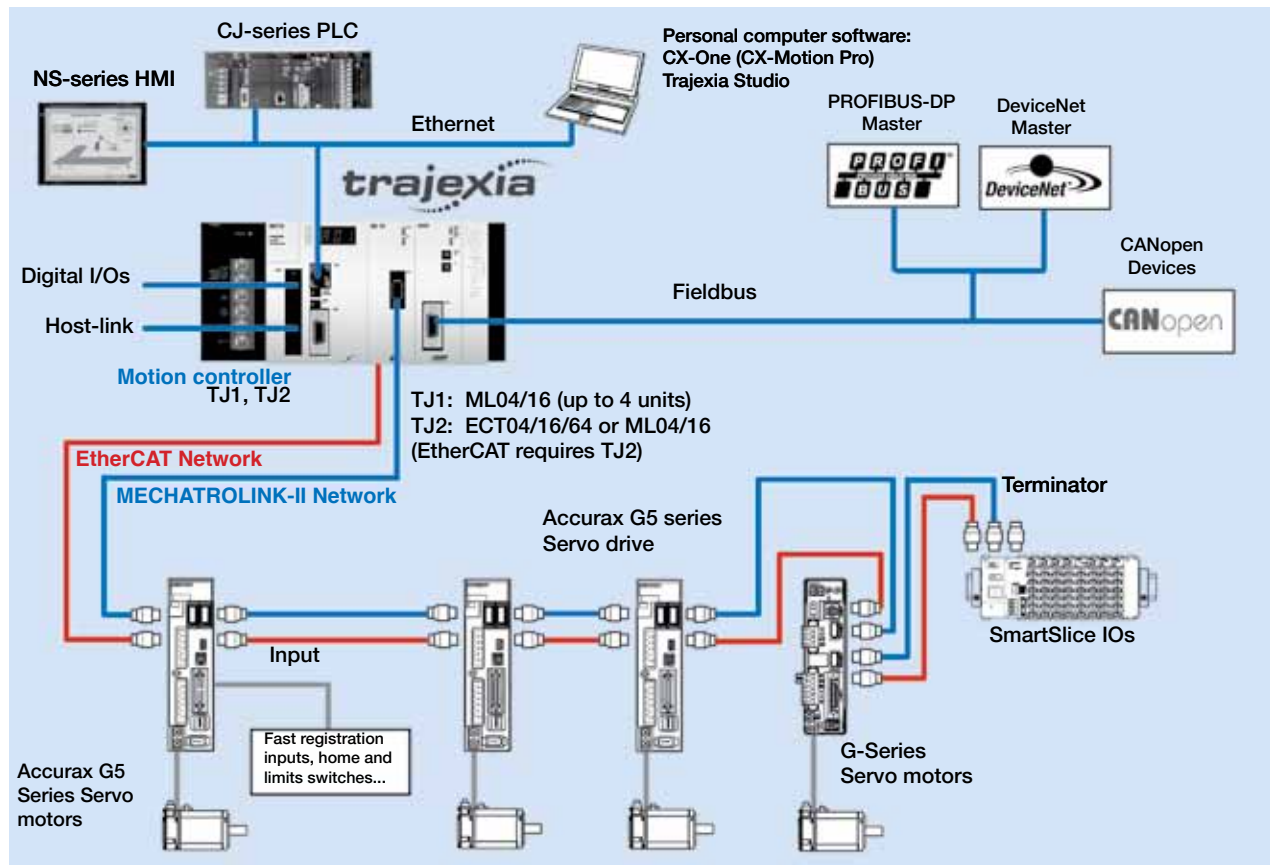 CJ-series PLC
NS-series HMI
Personal computer software:
CX-One (CX-Motion Pro)
Trajexia Studio
Ethernet
PROFIBUS-DP
Master
DeviceNet
Master
trajexia
PROFI
BUS
DeviceNet
Digital I/Os
Host-link
Fieldbus
CANopen
Devices
CANopen
Motion controller
TJ1, TJ2
TJ1: ML04/16 (up to 4 units)
TJ2: ECT04/16/64 or ML04/16
(EtherCAT requires TJ2)
EtherCAT Network
MECHATROLINK-II Network
Accurax G5 series
Servo drive
Terminator
SmartSlice IOs
Input
Fast registration
inputs, home and
limits switches...
Accurax G5
Series Servo
motors
G-Series
Servo motors